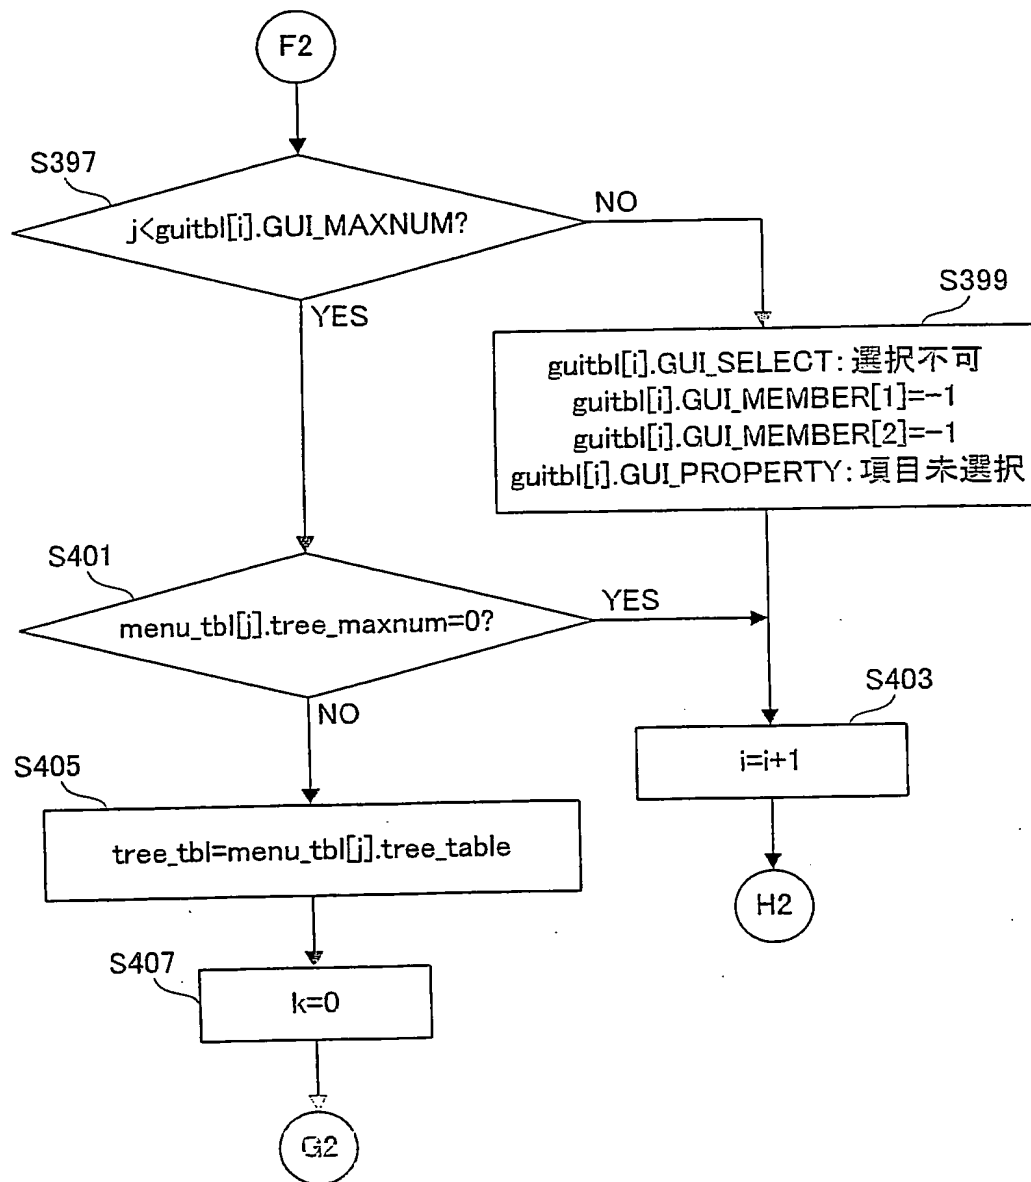 F2
S397
j<guitbl[i].GUI_MAXNUM?
NO
YES
S399
guitbl[i].GUI_SELECT:選択不可
guitbl[i].GUI_MEMBER[1]=-1
guitbl[i].GUI_MEMBER[2]=-1
guitbl[i].GUI_PROPERTY:項目未選択
S401
menu_tbl[j].tree_maxnum=0?
YES
NO
S403
i=i+1
S405
tree_tbl=menu_tbl[j].tree_table
H2
S407
k=0
G2